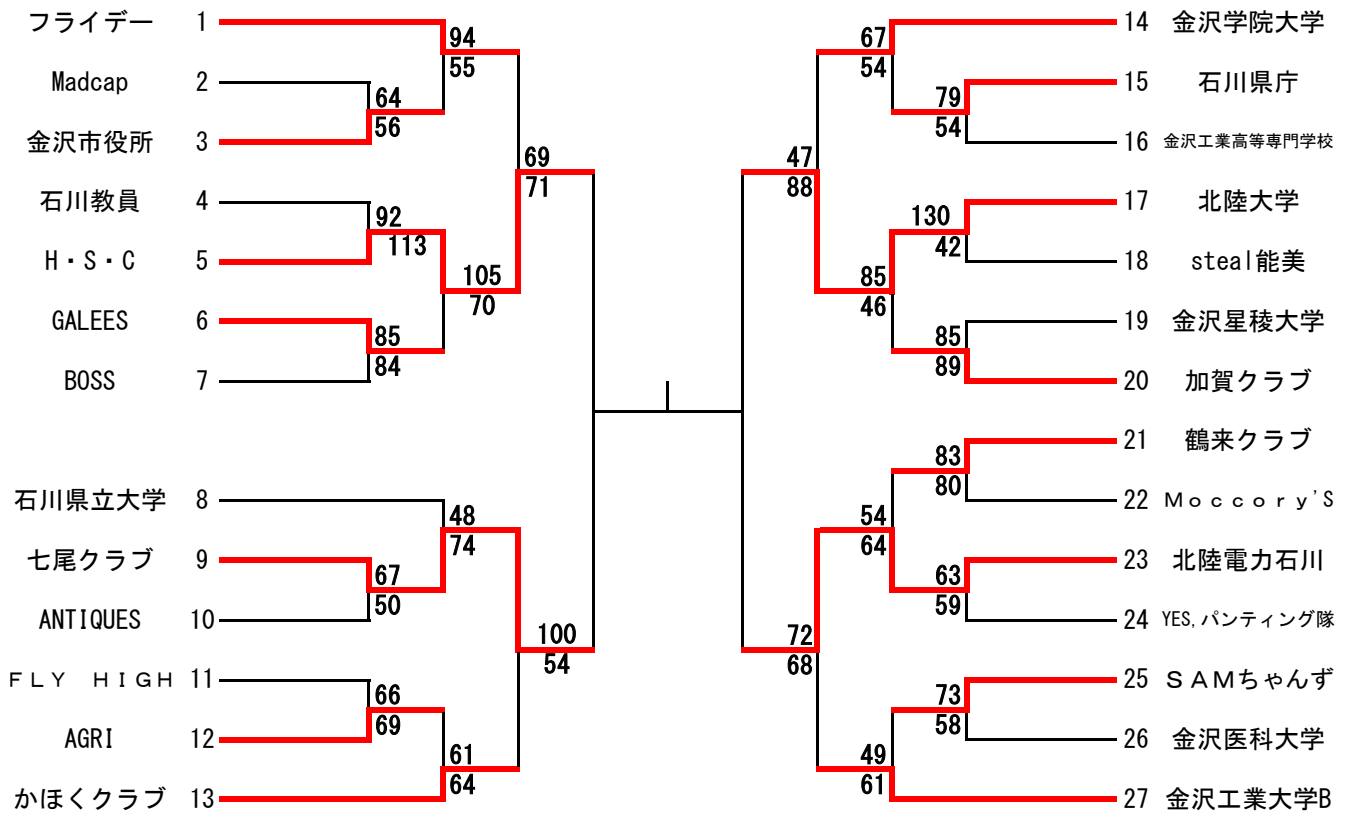 フライデー 1
94
55
Madcap 2
64
56
金沢市役所 3
69
71
石川教員 4
92
113
H・S・C 5
105
70
GALEES 6
85
84
BOSS 7
石川県立大学 8
48
74
七尾クラブ 9
67
50
ANTIQUES 10
100
54
ＦＬＹ　ＨＩＧＨ 11
66
69
AGRI 12
61
64
かほくクラブ 13
14 金沢学院大学
67
54
15 石川県庁
79
54
16 金沢工業高等専門学校
47
88
17 北陸大学
130
42
18 steal能美
85
46
19 金沢星稜大学
85
89
20 加賀クラブ
21 鶴来クラブ
83
80
22 Ｍｏｃｃｏｒｙ'Ｓ
54
64
23 北陸電力石川
63
59
24 YES,パンティング隊
72
68
25 ＳＡＭちゃんず
73
58
26 金沢医科大学
49
61
27 金沢工業大学B